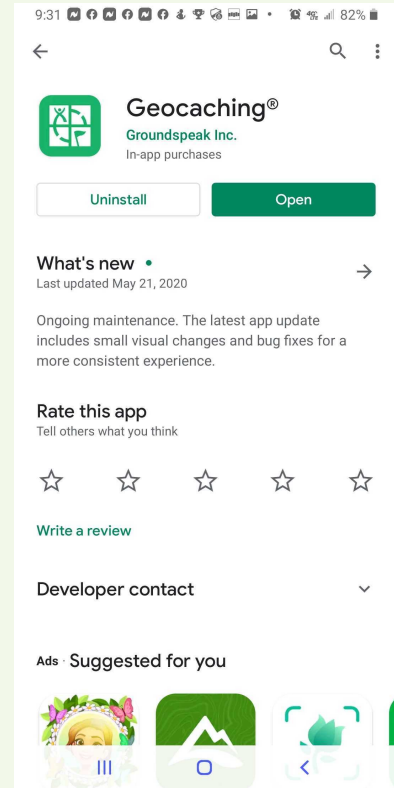 9:31 82%
Geocaching®
Groundspeak Inc.
In-app purchases
Uninstall
Open
What's new •
Last updated May 21, 2020
Ongoing maintenance. The latest app update
includes small visual changes and bug fixes for a
more consistent experience.
Rate this app
Tell others what you think
Write a review
Developer contact
Ads · Suggested for you